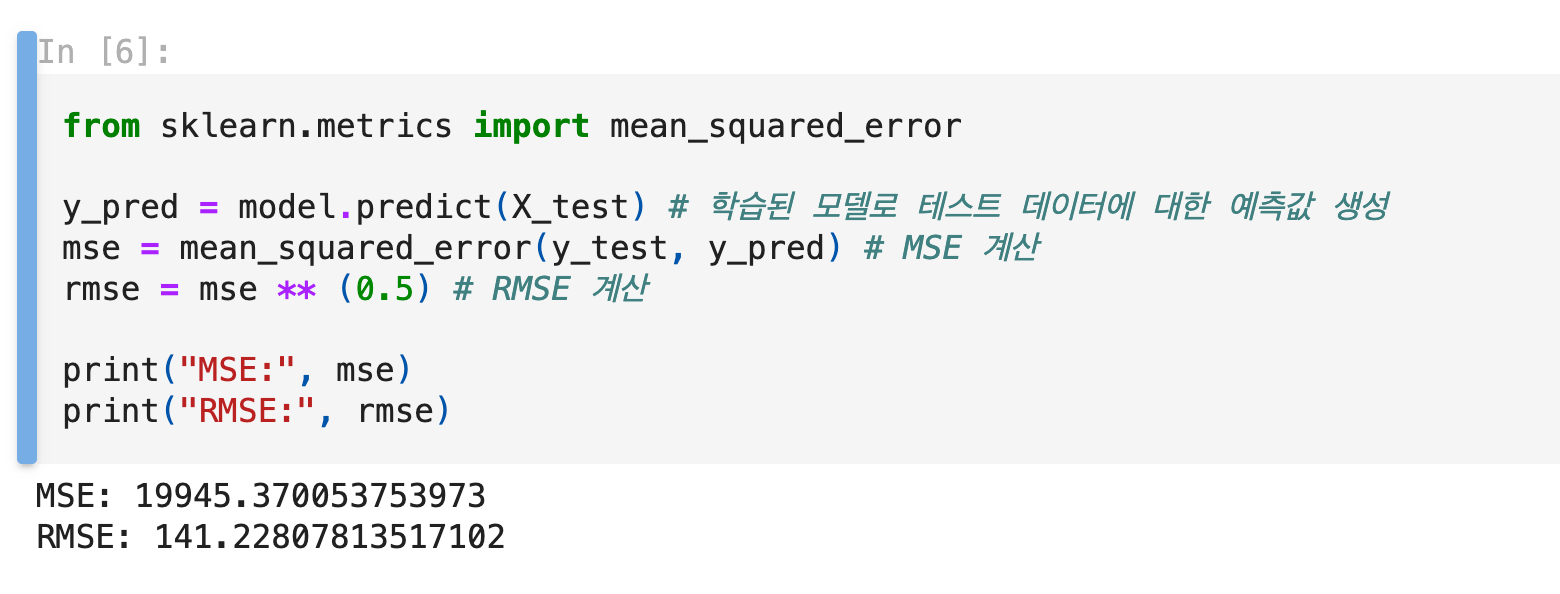 In [6]:
from sklearn.metrics import mean_squared_error
y_pred = model.predict(X_test) # 학습된 모델로 테스트 데이터에 대한 예측값 생성
mse = mean_squared_error(y_test, y_pred) # MSE 계산
rmse = mse ** (0.5) # RMSE 계산
print("MSE:", mse)
print("RMSE:", rmse)
MSE: 19945.370053753973
RMSE: 141.22807813517102